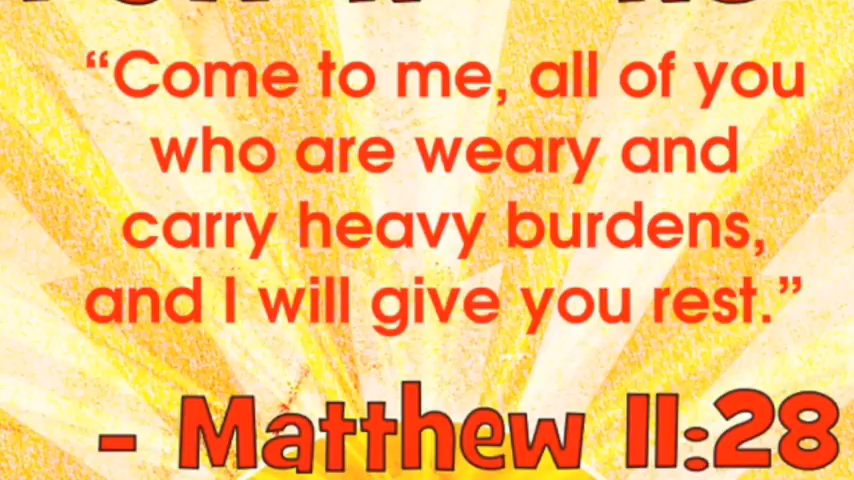 “Come to me, all of you
who are weary and
carry heavy burdens,
and I will give you rest.”
- Matthew 11:28